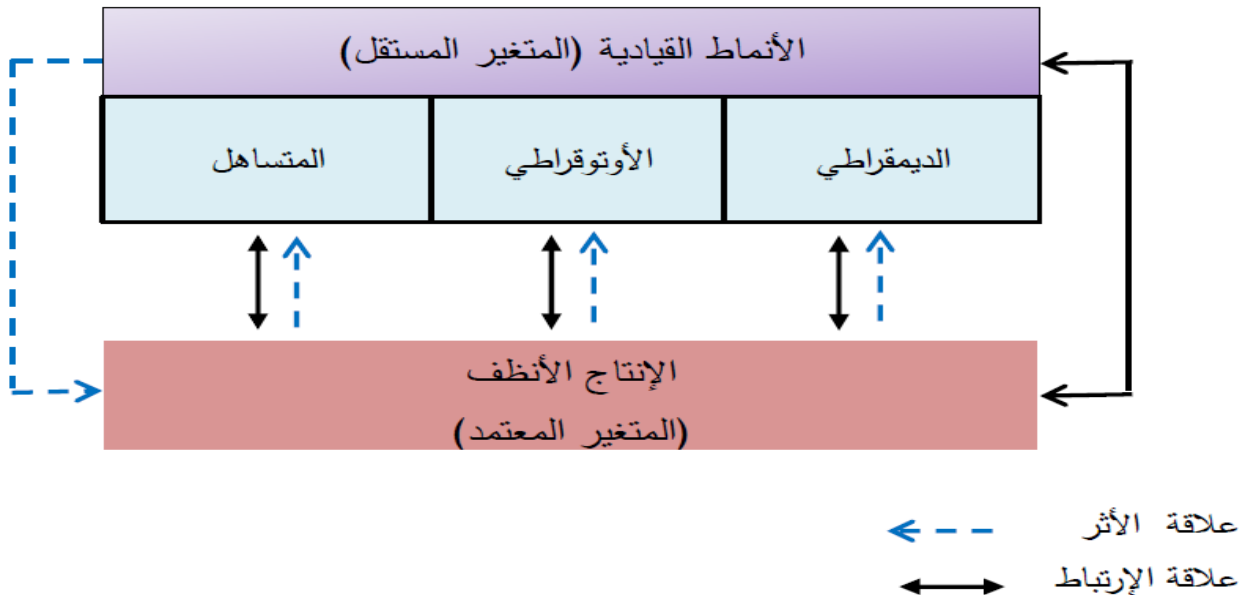 الأنماط القيادية (المتغير المستقل)
الديمقراطي
الأوتوقراطي
المتساهل
الإنتاج الأنظف
(المتغير المعتمد)
علاقة الأثر
علاقة الإرتباط